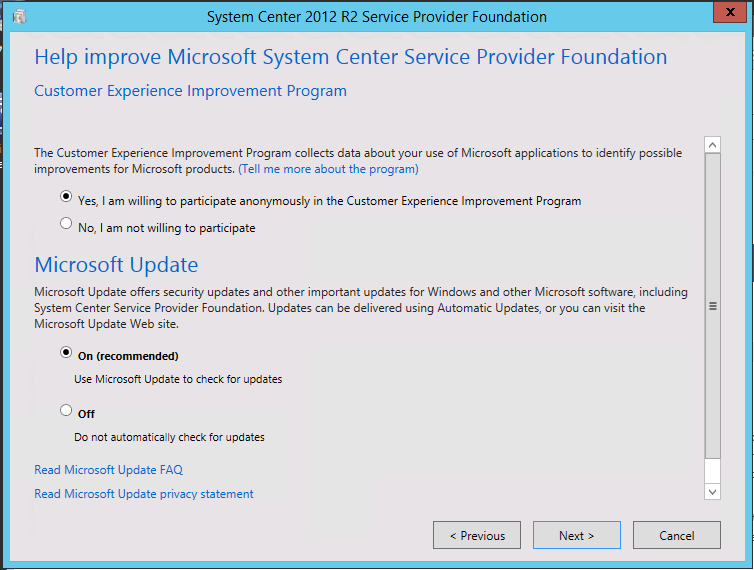 System Center 2012 R2 Service Provider Foundation
x
Help improve Microsoft System Center Service Provider Foundation
Customer Experience Improvement Program
The Customer Experience Improvement Program collects data about your use of Microsoft applications to identify possible
improvements for Microsoft products. (Tell me more about the program)
Yes, I am willing to participate anonymously in the Customer Experience Improvement Program
No, I am not willing to participate
Microsoft Update
Microsoft Update offers security updates and other important updates for Windows and other Microsoft software, including
System Center Service Provider Foundation. Updates can be delivered using Automatic Updates, or you can visit the
Microsoft Update Web site.
On (recommended)
Use Microsoft Update to check for updates
Off
Do not automatically check for updates
Read Microsoft Update FAQ
Read Microsoft Update privacy statement
< Previous
Next >
Cancel